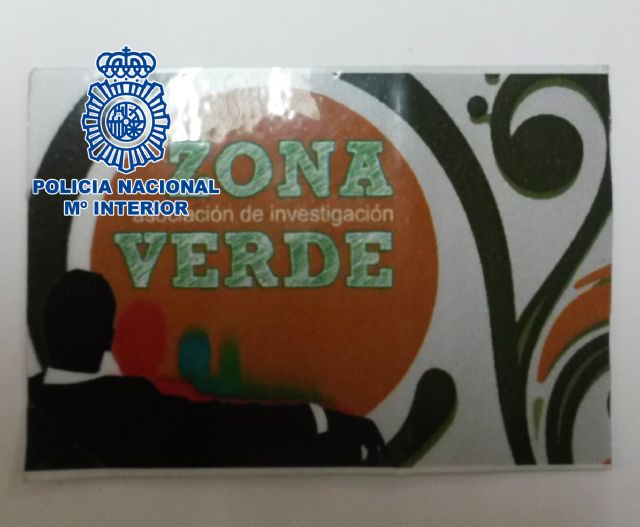 ZONA
POLICIA NACIONAL
Mº INTERIOR
asociación de investigación
VERDE